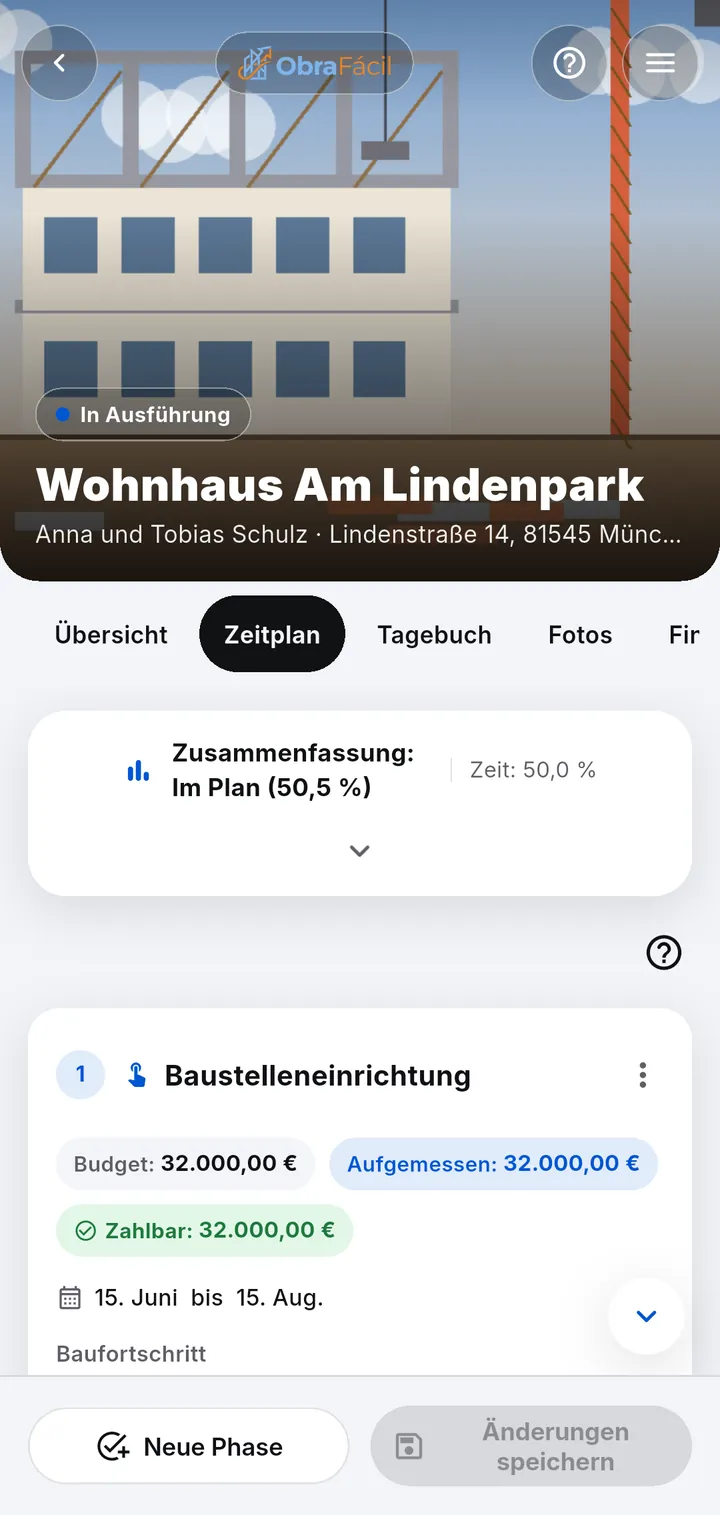 ObraFácil
In Ausführung
Wohnhaus Am Lindenpark
Anna und Tobias Schulz · Lindenstraße 14, 81545 Münc...
Übersicht
Zeitplan
Tagebuch
Fotos
Fir
Zusammenfassung:
Im Plan (50,5 %)
Zeit: 50,0 %
1
Baustelleneinrichtung
Budget: 32.000,00 €
Aufgemessen: 32.000,00 €
Zahlbar: 32.000,00 €
15. Juni bis 15. Aug.
Baufortschritt
Neue Phase
Änderungen
speichern